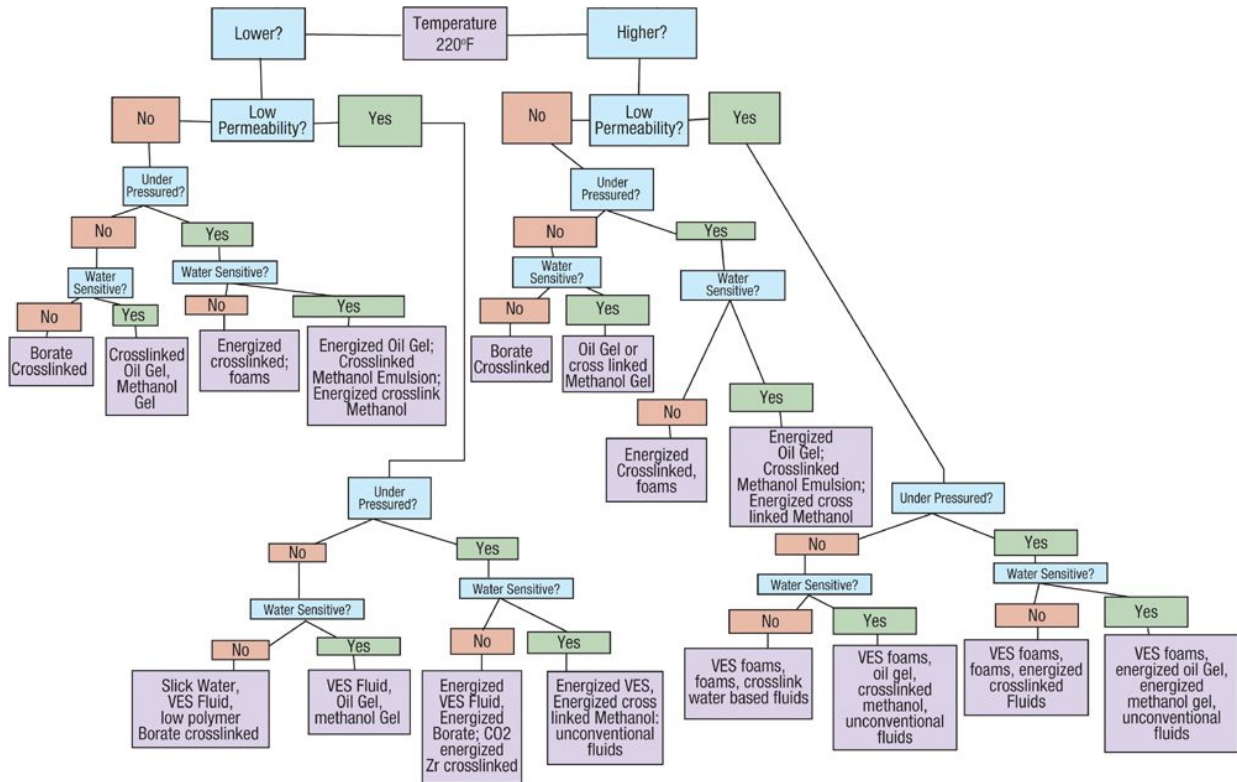 Lower?
Temperature
220°F
Higher?
No
Low
Permeability?
Yes
No
Low
Permeability?
Yes
Under
Pressured?
Under
Pressured?
No
Yes
No
Yes
Water
Sensitive?
Water Sensitive?
Water
Sensitive?
Water
Sensitive?
No
Yes
No
Yes
No
Yes
Borate
Crosslinked
Crosslinked
Oil Gel,
Methanol
Gel
Energized
crosslinked;
foams
Energized Oil Gel;
Crosslinked
Methanol Emulsion;
Energized crosslink
Methanol
Borate
Crosslinked
Oil Gel or
cross linked
Methanol Gel
No
Yes
Energized
Crosslinked,
foams
Energized
Oil Gel;
Crosslinked
Methanol Emulsion;
Energized cross
linked Methanol
Under
Pressured?
Under Pressured?
No
Yes
No
Yes
Water Sensitive?
Water Sensitive?
Water Sensitive?
Water Sensitive?
No
Yes
No
Yes
No
Yes
No
Yes
Slick Water,
VES Fluid,
low polymer
Borate crosslinked
VES Fluid,
Oil Gel,
methanol Gel
Energized
VES Fluid,
Energized
Borate; CO2
energized
Zr crosslinked
Energized VES,
Energized cross
linked Methanol:
unconventional
fluids
VES foams,
foams, crosslink
water based fluids
VES foams,
oil gel,
crosslinked
methanol,
unconventional
fluids
VES foams,
foams, energized
crosslinked
Fluids
VES foams,
energized oil Gel,
energized
methanol gel,
unconventional
fluids